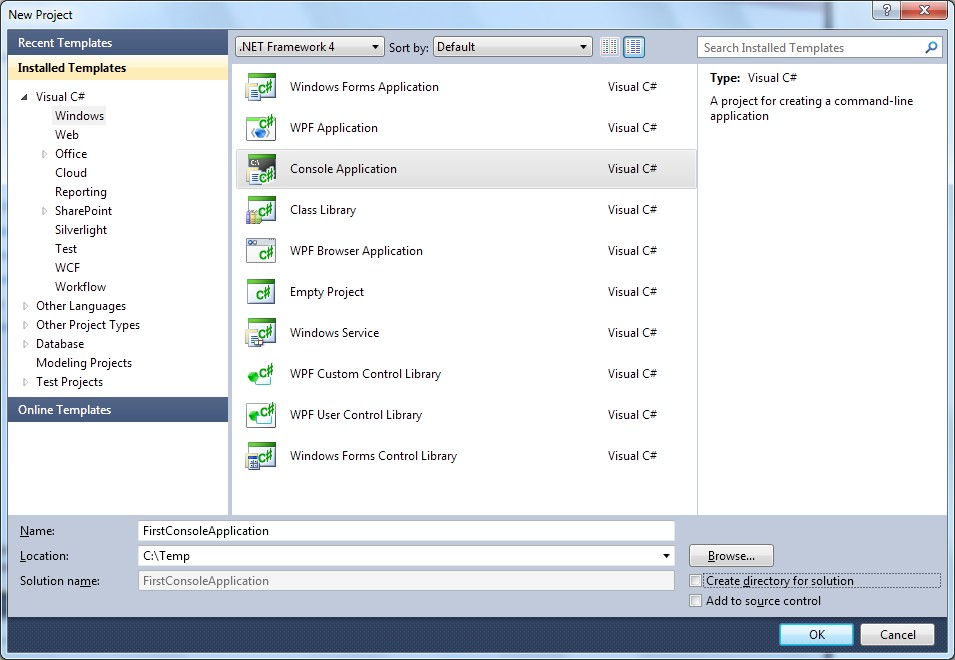 New Project
?
Recent Templates
Installed Templates
Visual C#
Windows
Web
Office
Cloud
Reporting
SharePoint
Silverlight
Test
WCF
Workflow
Other Languages
Other Project Types
Database
Modeling Projects
Test Projects
Online Templates
.NET Framework 4
Sort by: Default
Windows Forms Application Visual C#
WPF Application Visual C#
Console Application Visual C#
Class Library Visual C#
WPF Browser Application Visual C#
Empty Project Visual C#
Windows Service Visual C#
WPF Custom Control Library Visual C#
WPF User Control Library Visual C#
Windows Forms Control Library Visual C#
Search Installed Templates
Type: Visual C#
A project for creating a command-line
application
Name: FirstConsoleApplication
Location: C:\Temp
Browse...
Solution name: FirstConsoleApplication
Create directory for solution
Add to source control
OK
Cancel